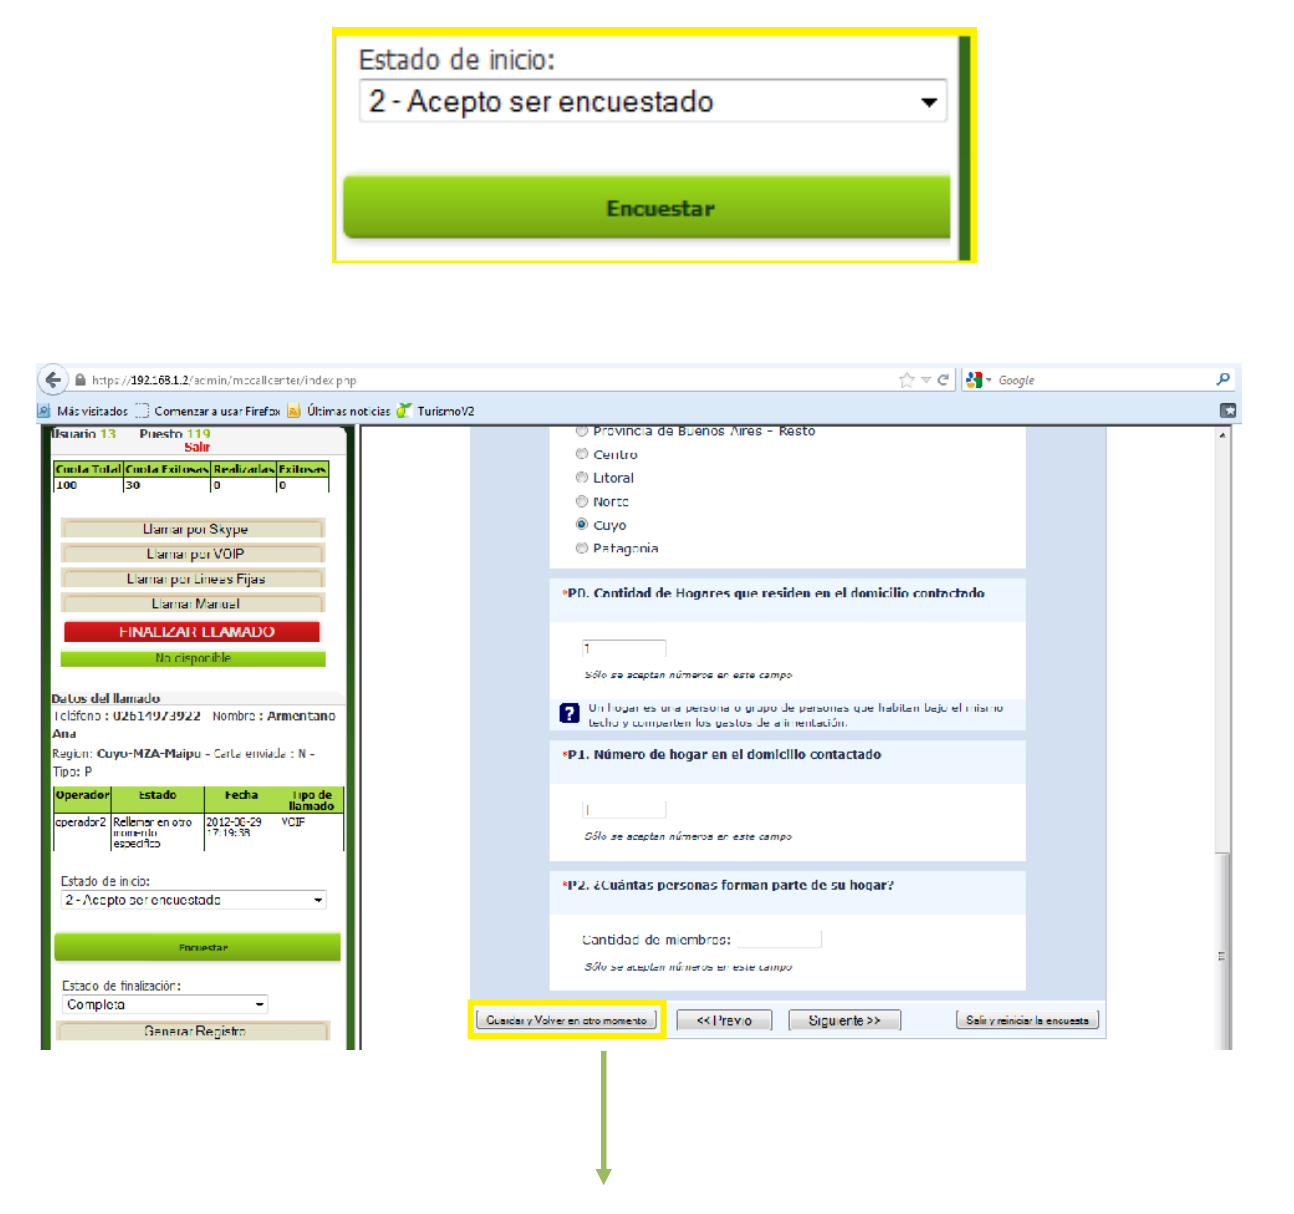 Estado de inicio:
2 - Acepto ser encuestado
Encuestar
https://192.168.1.2/admin/mccallcenter/index.php
Google
Más visitados
Comenzar a usar Firefox
Últimas noticias
TurismoV2
Usuario 13 Puesto 119
Salir
Cuota Total Cuota Exitosas Realizadas Exitosas
100 30 0 0
Llamar por Skype
Llamar por VOIP
Llamar por Lineas Fijas
Llamar Manual
FINALIZAR LLAMADO
No disponible
Datos del llamado
Teléfono : 02614973922 Nombre : Armentano
Ana
Region: Cuyo-MZA-Maipu - Carta enviada : N -
Tipo: P
Operador Estado Fecha Tipo de llamado
operador2 Rellamar en otro momento especifico 2012-08-29 17:19:38 VOIP
Estado de inicio:
2 - Acepto ser encuestado
Encuestar
Estado de finalización:
Completa
Generar Registro
Provincia de Buenos Aires - Resto
Centro
Litoral
Norte
Cuyo
Patagonia
*P0. Cantidad de Hogares que residen en el domicilio contactado
1
Sólo se aceptan números en este campo
? Un hogar es una persona o grupo de personas que habitan bajo el mismo
techo y comparten los gastos de alimentación.
*P1. Número de hogar en el domicilio contactado
Sólo se aceptan números en este campo
*P2. ¿Cuántas personas forman parte de su hogar?
Cantidad de miembros:
Sólo se aceptan números en este campo
Guardar y Volver en otro momento
<< Previo
Siguiente >>
Salir y reiniciar la encuesta